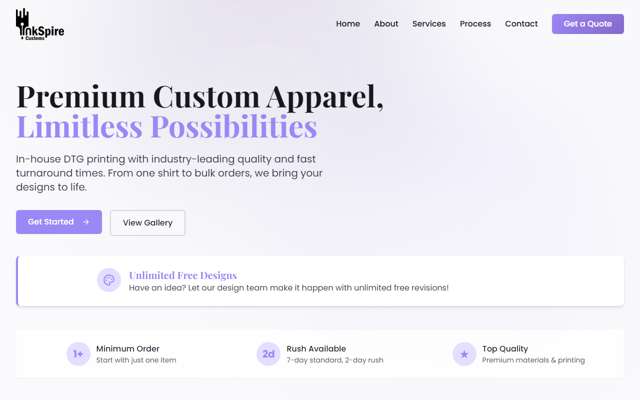 InkSpire
Customs
Home
About
Services
Process
Contact
Get a Quote
Premium Custom Apparel,
Limitless Possibilities
In-house DTG printing with industry-leading quality and fast
turnaround times. From one shirt to bulk orders, we bring your
designs to life.
Get Started →
View Gallery
Unlimited Free Designs
Have an idea? Let our design team make it happen with unlimited free revisions!
1+
Minimum Order
Start with just one item
2d
Rush Available
7-day standard, 2-day rush
★
Top Quality
Premium materials & printing